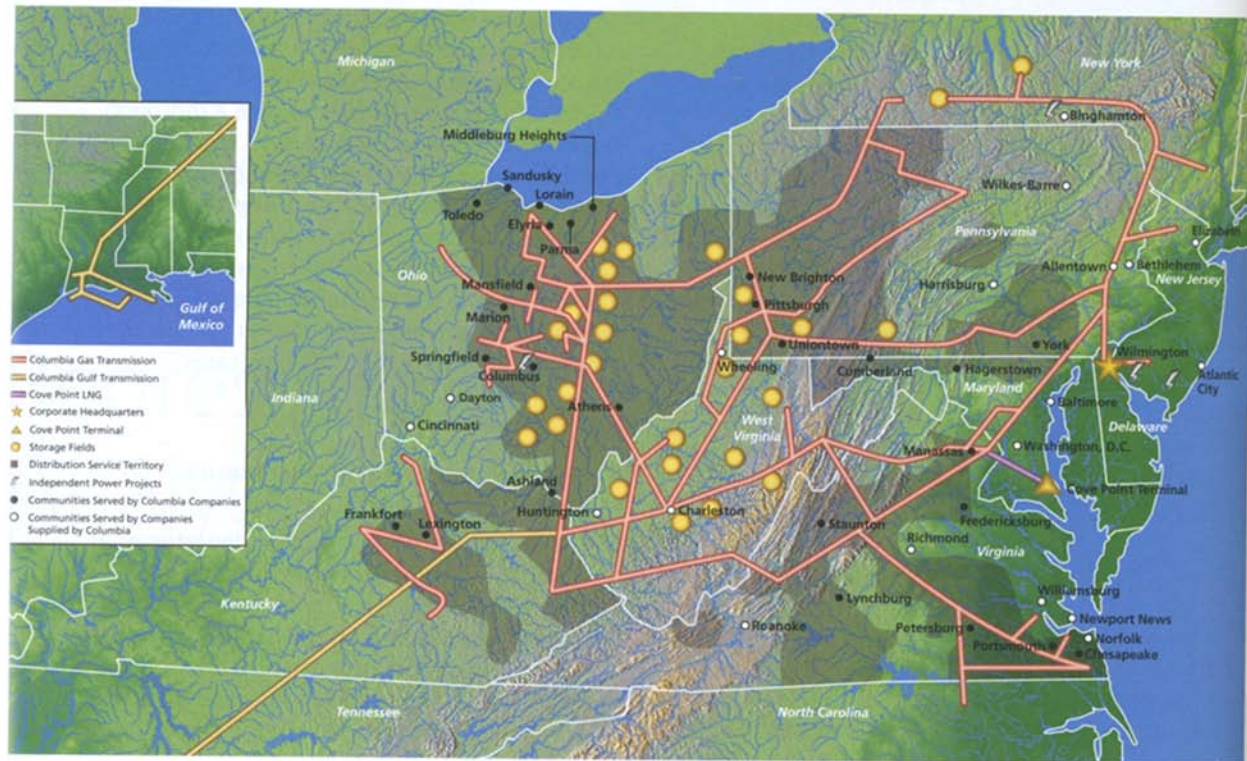 Michigan
New York
Middleburg Heights
Binghamton
Sandusky
Lorain
Toledo
Elyria
Parma
Wilkes-Barre
Pennsylvania
Elizabeth
Ohio
New Brighton
Allentown
Bethlehem
New Jersey
Mansfield
Harrisburg
Pittsburgh
Marion
Gulf of
Mexico
Columbia Gas Transmission
Columbia Gulf Transmission
Cove Point LNG
Corporate Headquarters
Cove Point Terminal
Storage Fields
Distribution Service Territory
Independent Power Projects
Communities Served by Columbia Companies
Communities Served by Companies
Supplied by Columbia
Springfield
Columbus
Wheeling
Uniontown
Cumberland
York
Hagerstown
Maryland
Wilmington
Atlantic
City
Indiana
Dayton
Cincinnati
Athens
West
Virginia
Baltimore
Delaware
Manassas
Washington, D.C.
Cove Point Terminal
Ashland
Huntington
Charleston
Frankfort
Lexington
Staunton
Fredericksburg
Richmond
Virginia
Kentucky
Lynchburg
Williamsburg
Newport News
Roanoke
Petersburg
Norfolk
Portsmouth
Chesapeake
Tennessee
North Carolina